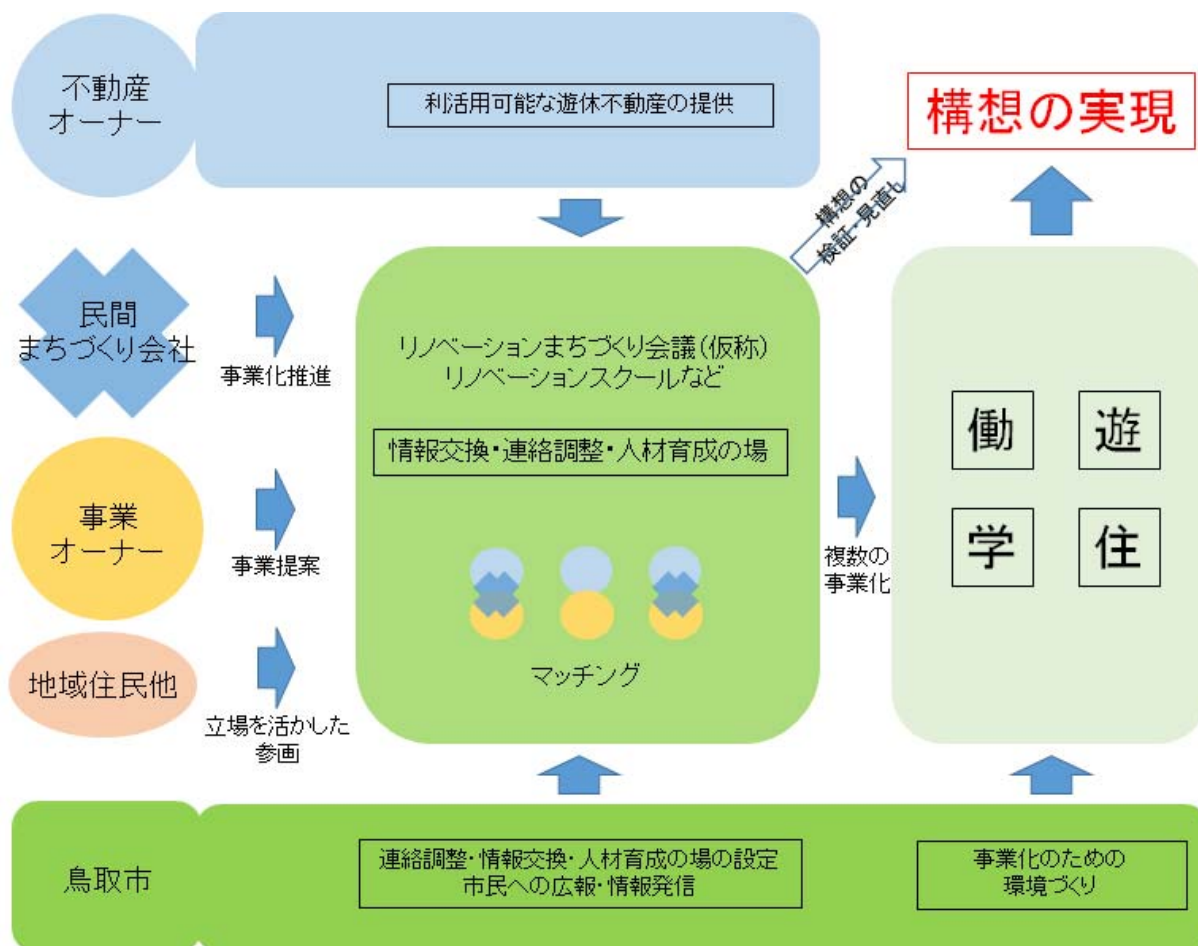 不動産
オーナー
利活用可能な遊休不動産の提供
構想の実現
構想の
検証・見直し
民間
まちづくり会社
事業化推進
リノベーションまちづくり会議(仮称)
リノベーションスクールなど
情報交換・連絡調整・人材育成の場
働
遊
学
住
事業
オーナー
事業提案
複数の
事業化
マッチング
地域住民他
立場を活かした
参画
鳥取市
連絡調整・情報交換・人材育成の場の設定
市民への広報・情報発信
事業化のための
環境づくり